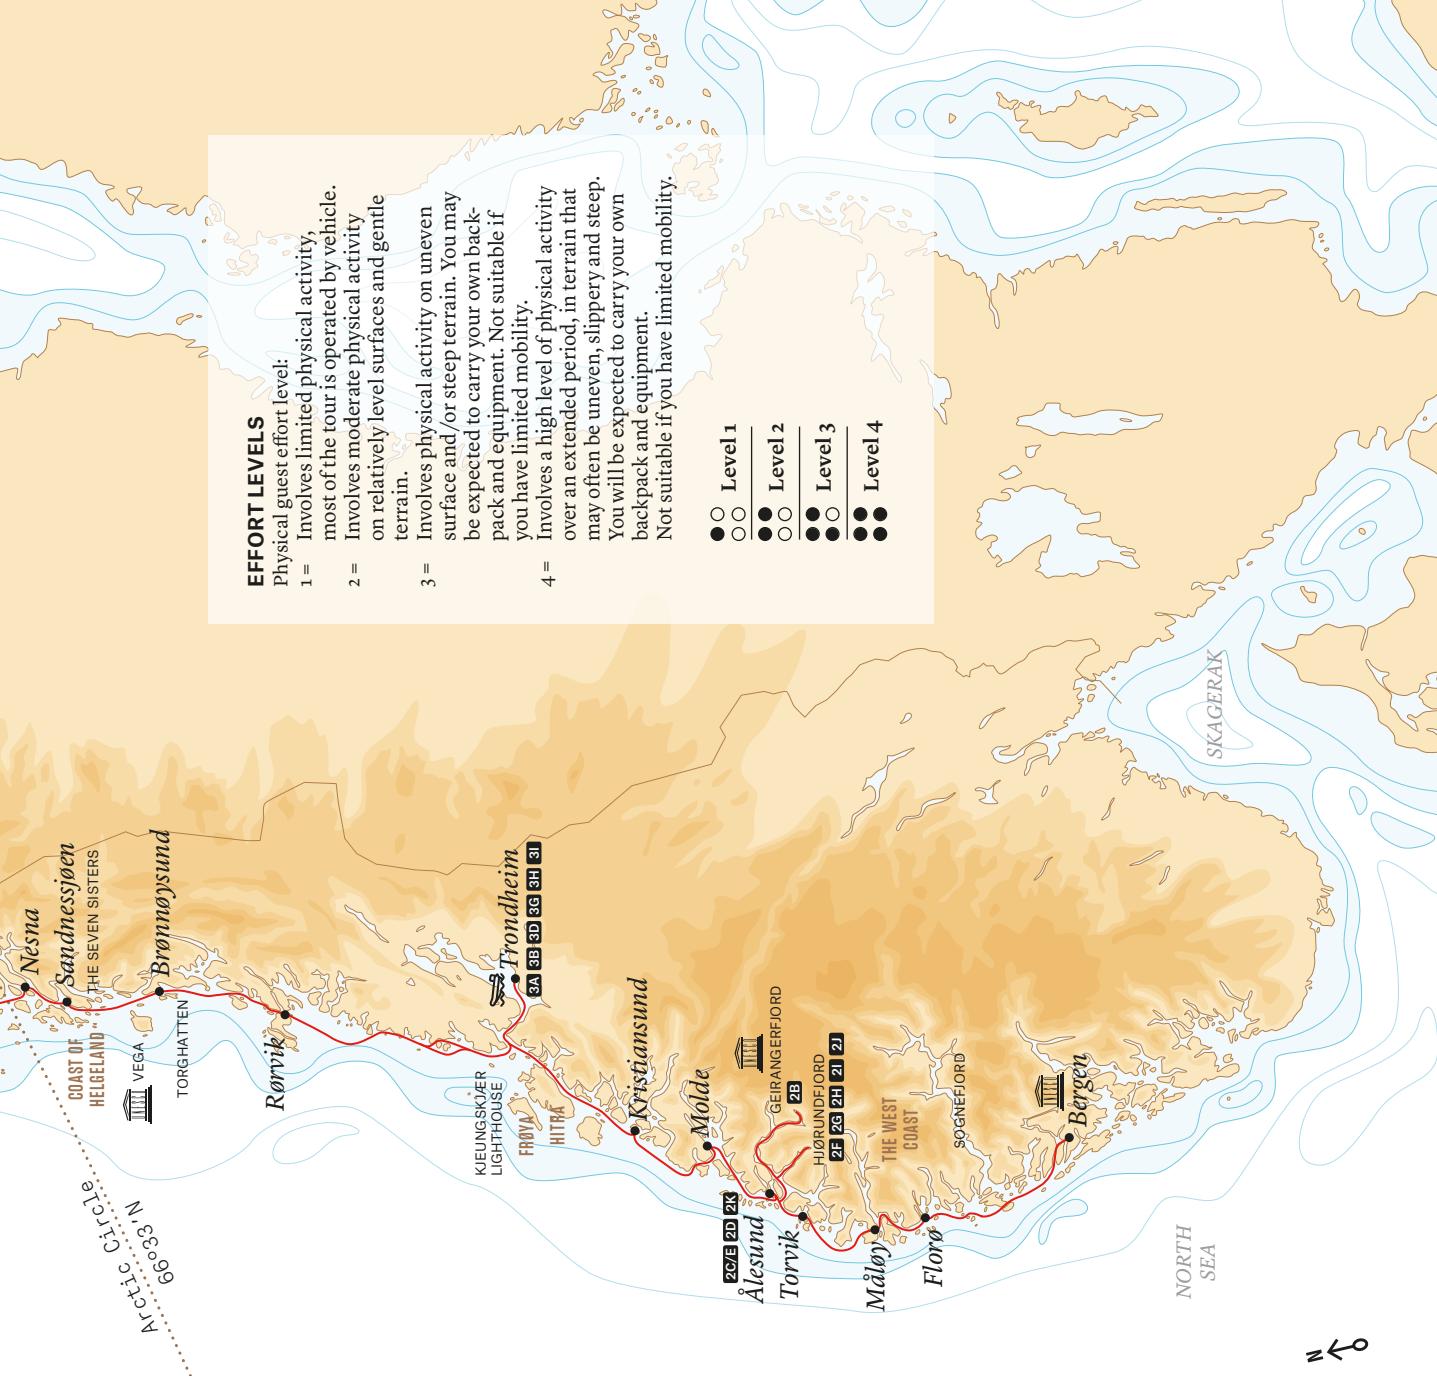 EFFORT LEVELS
Physical guest effort level:
1 = Involves limited physical activity,
most of the tour is operated by vehicle.
2 = Involves moderate physical activity
on relatively level surfaces and gentle
terrain.
3 = Involves physical activity on uneven
surface and/or steep terrain. You may
be expected to carry your own back-
pack and equipment. Not suitable if
you have limited mobility.
4 = Involves a high level of physical activity
over an extended period, in terrain that
may often be uneven, slippery and steep.
You will be expected to carry your own
backpack and equipment.
Not suitable if you have limited mobility.
Level 1
Level 2
Level 3
Level 4
Nesna
Sandnessjøen
THE SEVEN SISTERS
COAST OF
HELGELAND
VEGA
Brønnøysund
TORGHATTEN
Arctic Circle
66°33'N
Rørvik
Trondheim
3A 3B 3D 3G 3H 3I
KJEUNGSKJÆR
LIGHTHOUSE
FRØYA
HITRA
Kristiansund
Molde
GEIRANGERFJORD
2B
2C/E 2D 2K
Ålesund
Torvik
HJØRUNDFJORD
2F 2G 2H 2I 2J
THE WEST
COAST
Måløy
Florø
SOGNEFJORD
Bergen
NORTH
SEA
SKAGERAK
N